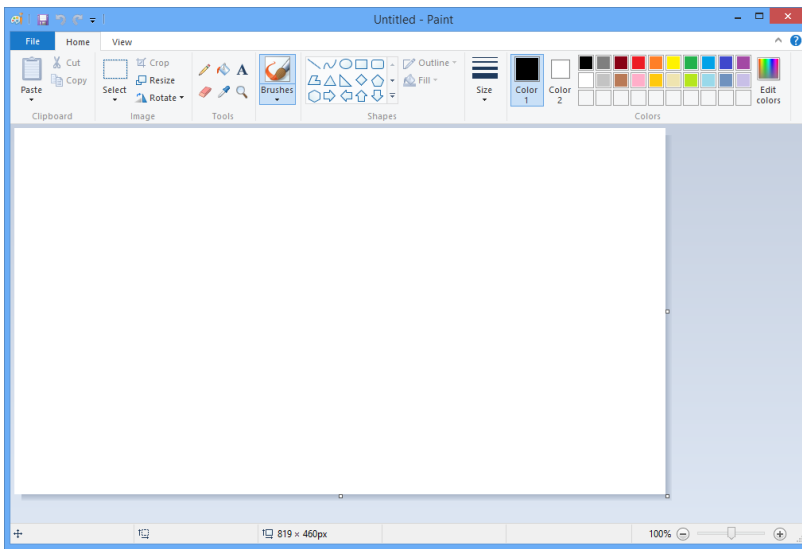 Untitled - Paint
File Home View
Paste
Cut
Copy
Clipboard
Select
Crop
Resize
Rotate
Image
A
Tools
Brushes
Outline
Fill
Shapes
Size
Color 1
Color 2
Edit colors
Colors
819 × 460px
100%